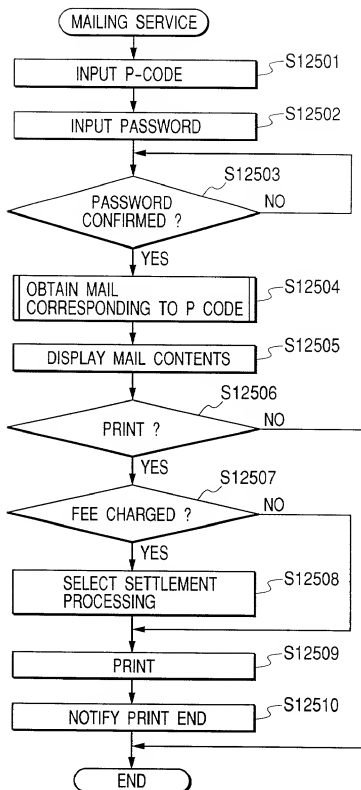 MAILING SERVICE
INPUT P-CODE
S12501
INPUT PASSWORD
S12502
S12503
PASSWORD
CONFIRMED ?
NO
YES
OBTAIN MAIL
CORRESPONDING TO P CODE
S12504
DISPLAY MAIL CONTENTS
S12505
S12506
PRINT ?
NO
YES
S12507
FEE CHARGED ?
NO
YES
SELECT SETTLEMENT
PROCESSING
S12508
PRINT
S12509
NOTIFY PRINT END
S12510
END